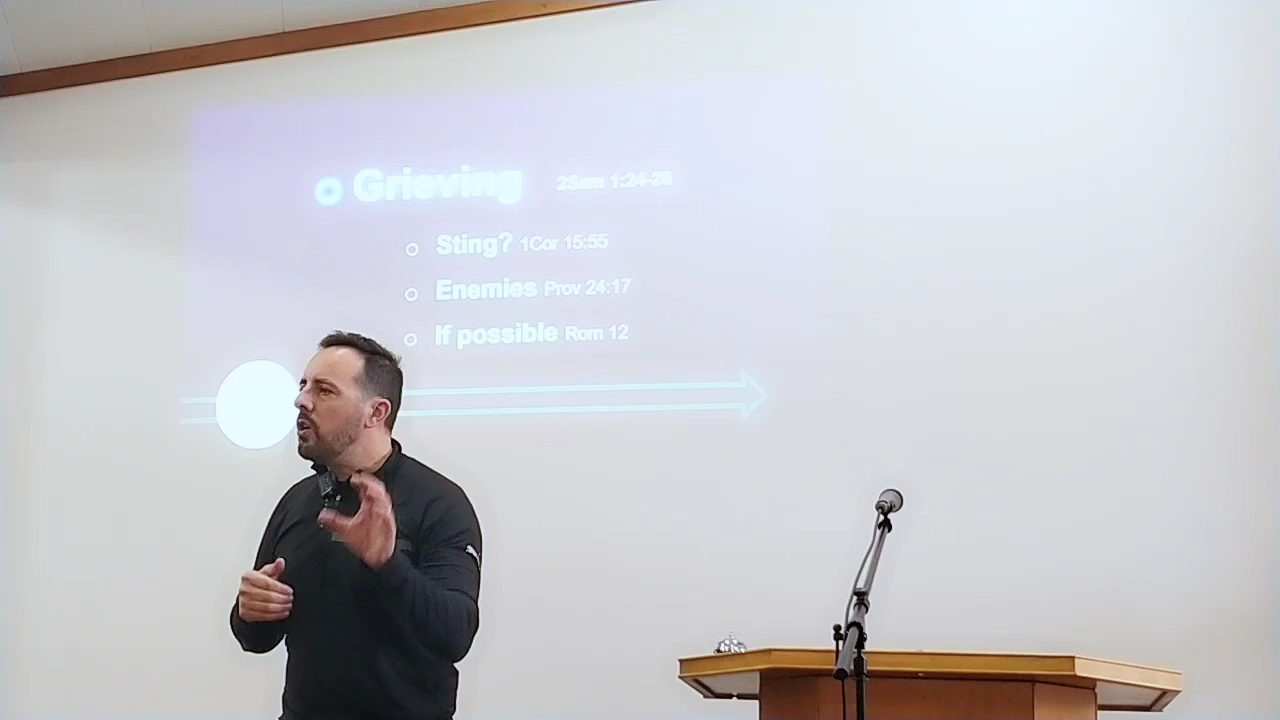 Grieving 2Sam 1:24-26
Sting? 1Cor 15:55
Enemies Prov 24:17
If possible Rom 12